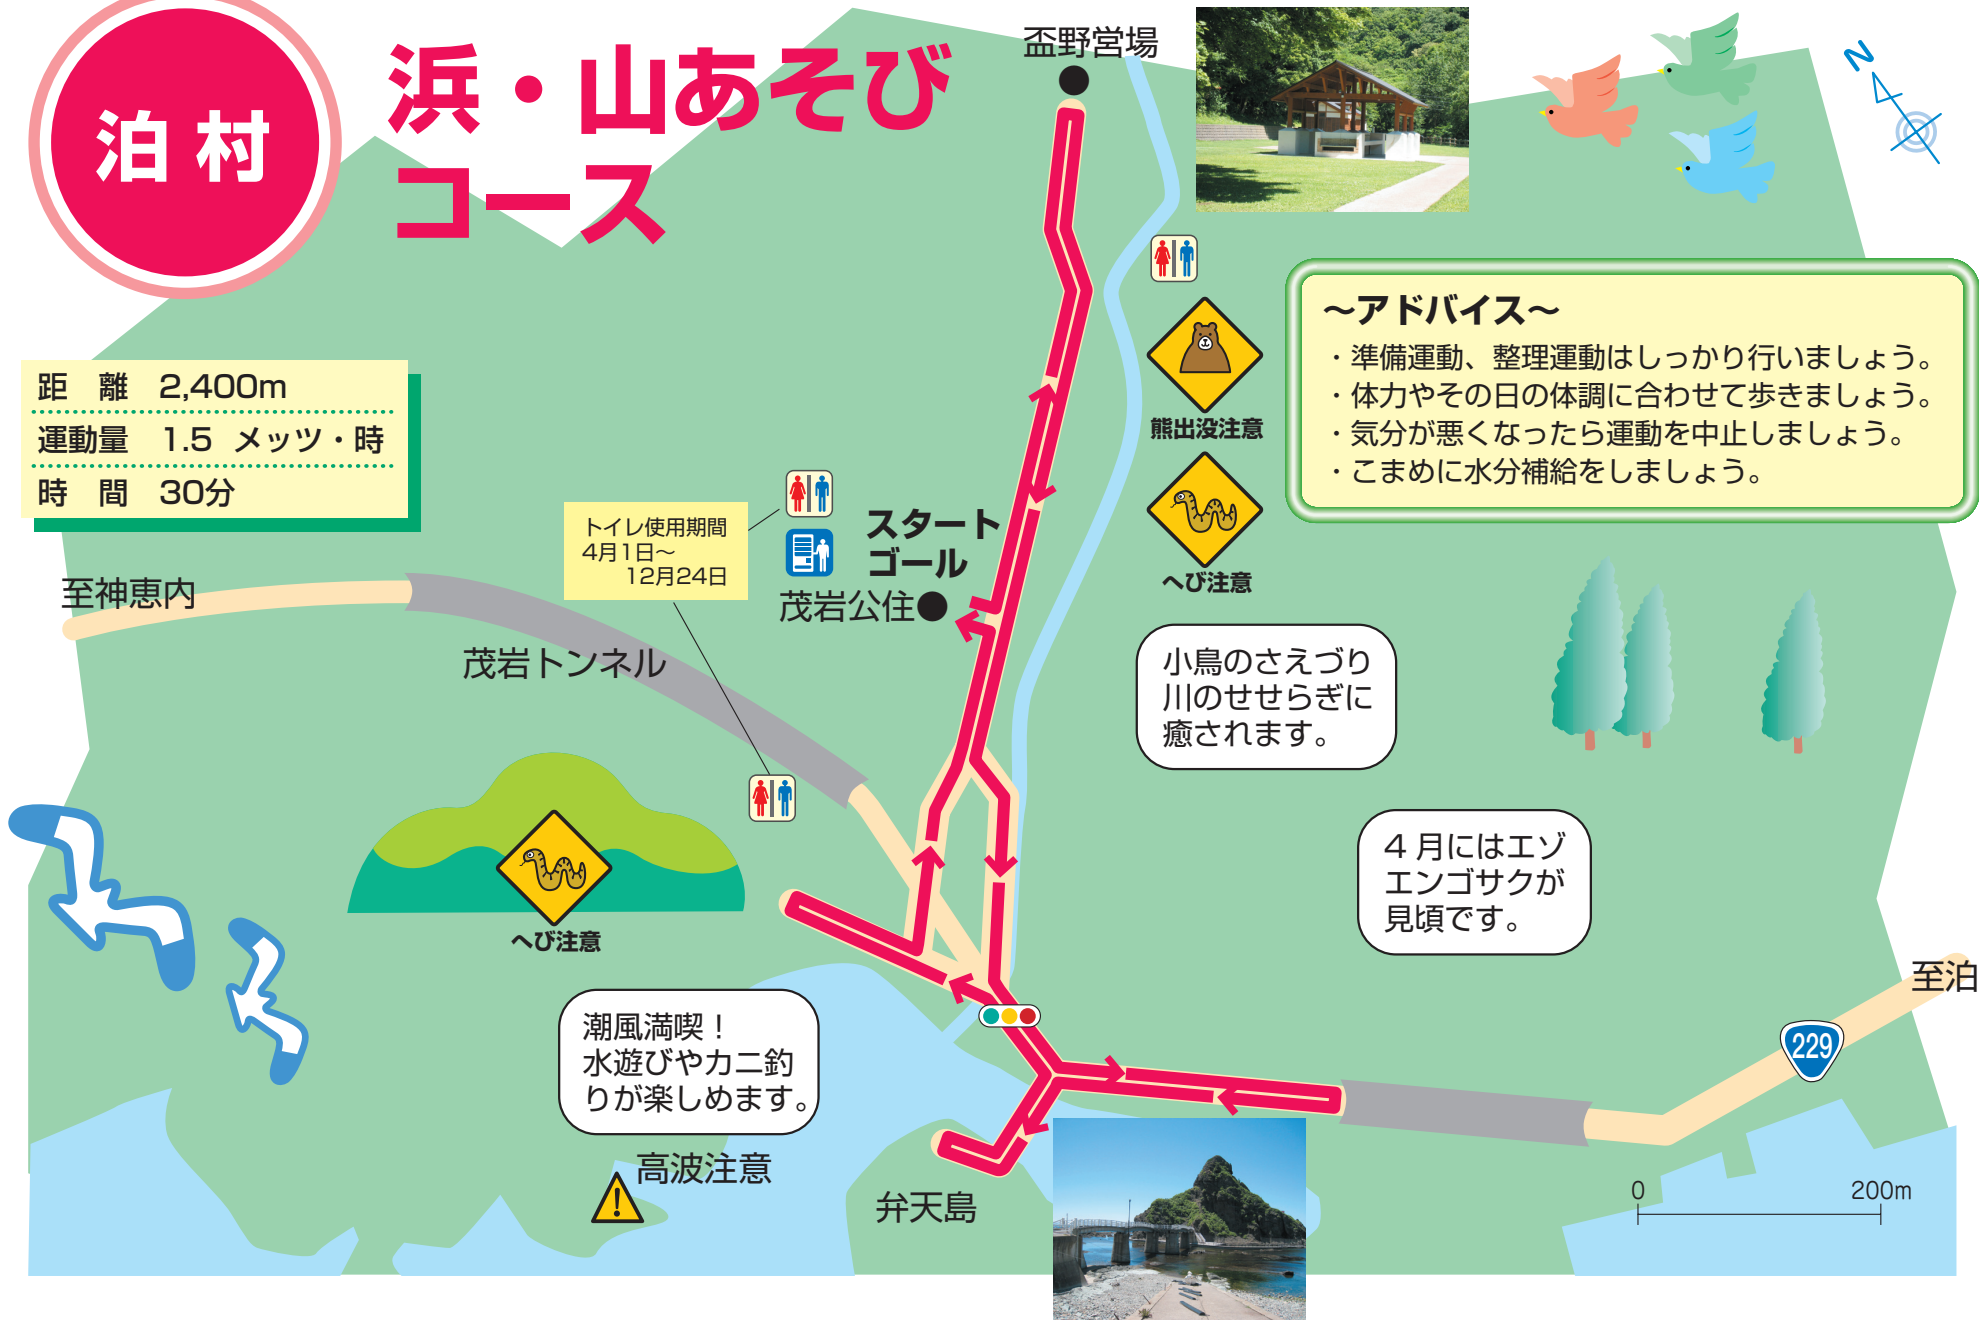 泊村
浜・山あそび
コース
盃野営場
N
距離 2,400m
運動量 1.5 メッツ・時
時間 30分
～アドバイス～
・準備運動、整理運動はしっかり行いましょう。
・体力やその日の体調に合わせて歩きましょう。
・気分が悪くなったら運動を中止しましょう。
・こまめに水分補給をしましょう。
熊出没注意
へび注意
トイレ使用期間
4月1日～
12月24日
スタート
ゴール
茂岩公住
至神恵内
茂岩トンネル
小鳥のさえづり
川のせせらぎに
癒されます。
4月にはエゾ
エンゴサクが
見頃です。
へび注意
至泊
229
潮風満喫！
水遊びやカニ釣
りが楽しめます。
高波注意
弁天島
0 200m